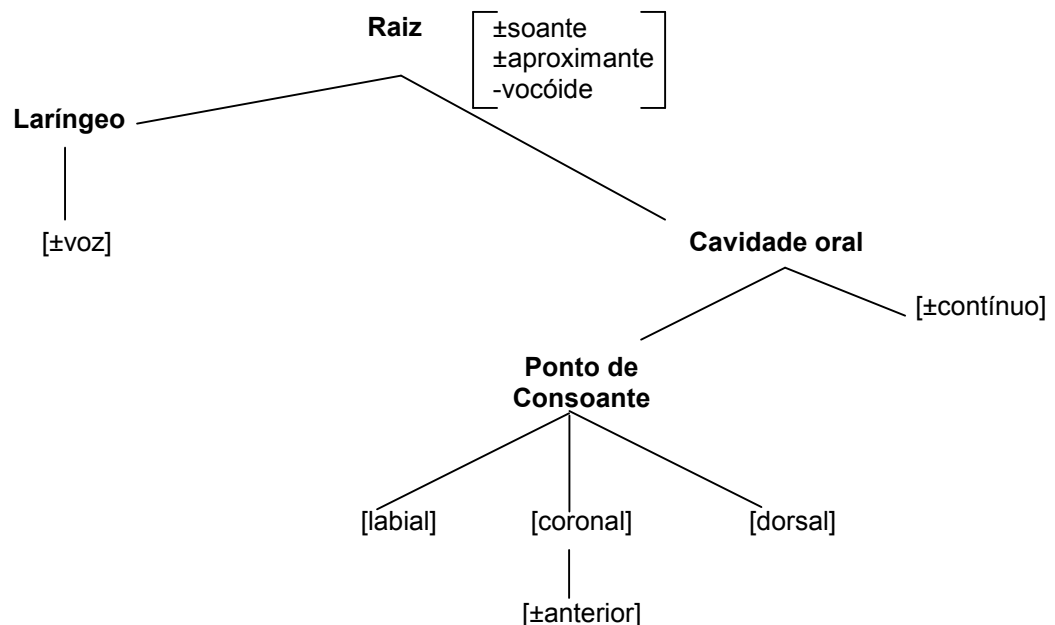 Raiz
±soante
±aproximante
-vocóide
Laríngeo
[±voz]
Cavidade oral
[±contínuo]
Ponto de
Consoante
[labial] [coronal] [dorsal]
[±anterior]